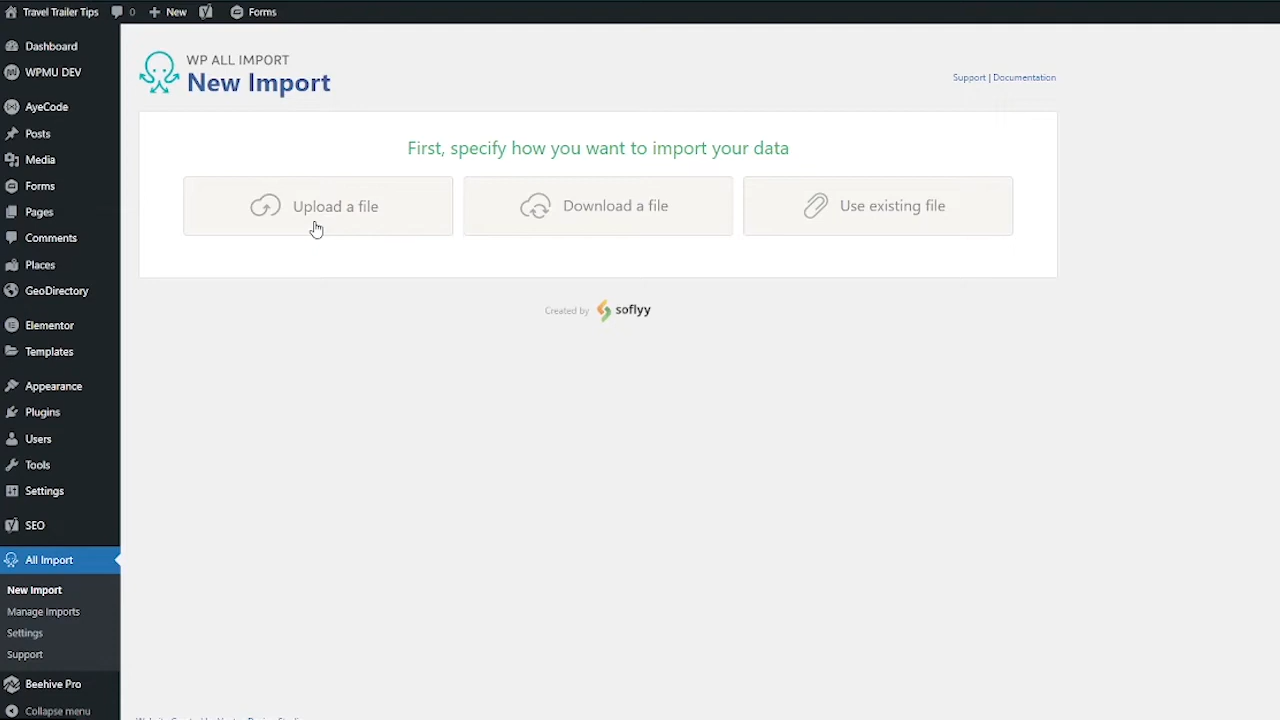 Travel Trailer Tips 0 New Forms
Dashboard
WPMU DEV
AyeCode
Posts
Media
Forms
Pages
Comments
Places
GeoDirectory
Elementor
Templates
Appearance
Plugins
Users
Tools
Settings
SEO
All Import
New Import
Manage Imports
Settings
Support
Beehive Pro
Collapse menu
WP ALL IMPORT
New Import
Support | Documentation
First, specify how you want to import your data
Upload a file
Download a file
Use existing file
Created by soflyy